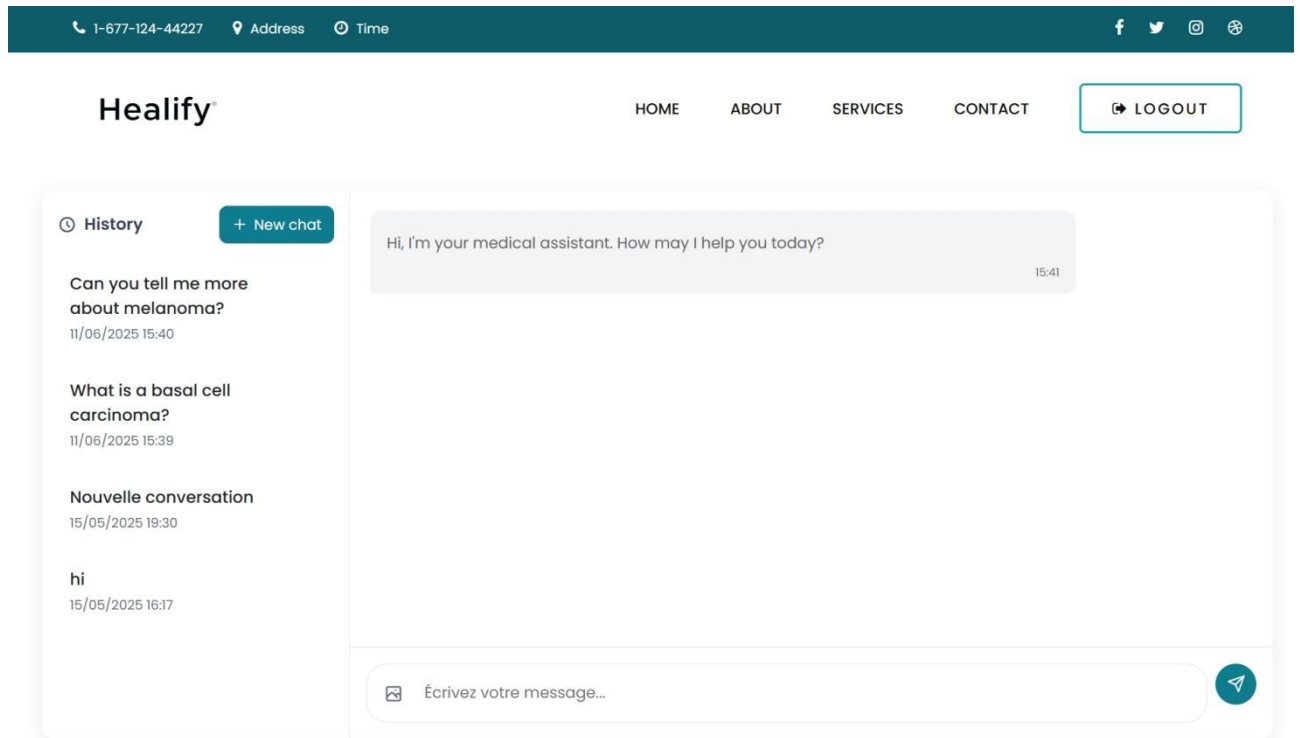 1-677-124-44227 Address Time
Healify
HOME ABOUT SERVICES CONTACT LOGOUT
History + New chat
Can you tell me more
about melanoma?
11/06/2025 15:40
What is a basal cell
carcinoma?
11/06/2025 15:39
Nouvelle conversation
15/05/2025 19:30
hi
15/05/2025 16:17
Hi, I'm your medical assistant. How may I help you today?
15:41
Écrivez votre message...